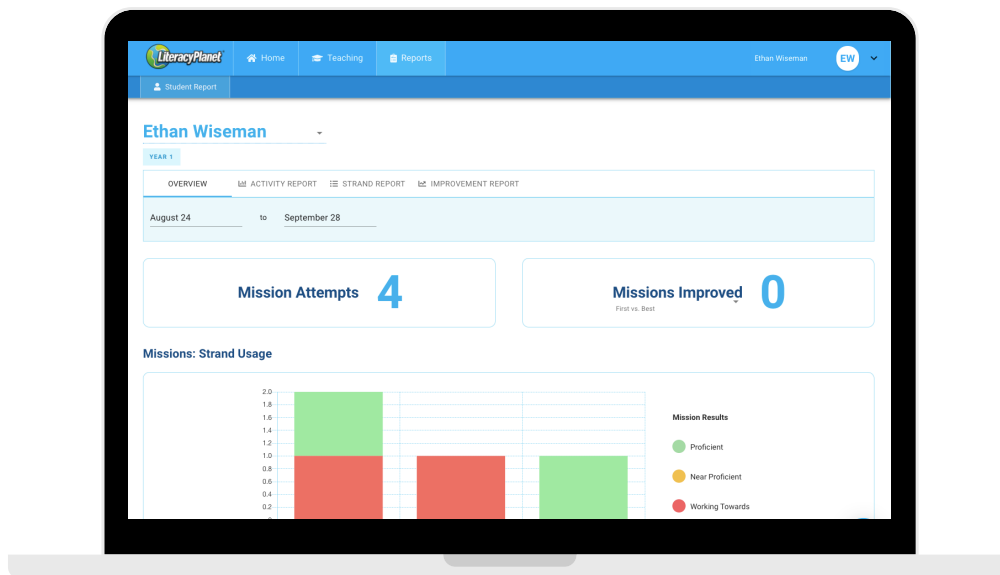 LiteracyPlanet
Home
Teaching
Reports
Ethan Wiseman
EW
Student Report
Ethan Wiseman
YEAR 1
OVERVIEW
ACTIVITY REPORT
STRAND REPORT
IMPROVEMENT REPORT
August 24 to September 28
Mission Attempts 4
Missions Improved 0
First vs. Best
Missions: Strand Usage
2.0
1.8
1.6
1.4
1.2
1.0
0.8
0.6
0.4
0.2
Mission Results
Proficient
Near Proficient
Working Towards